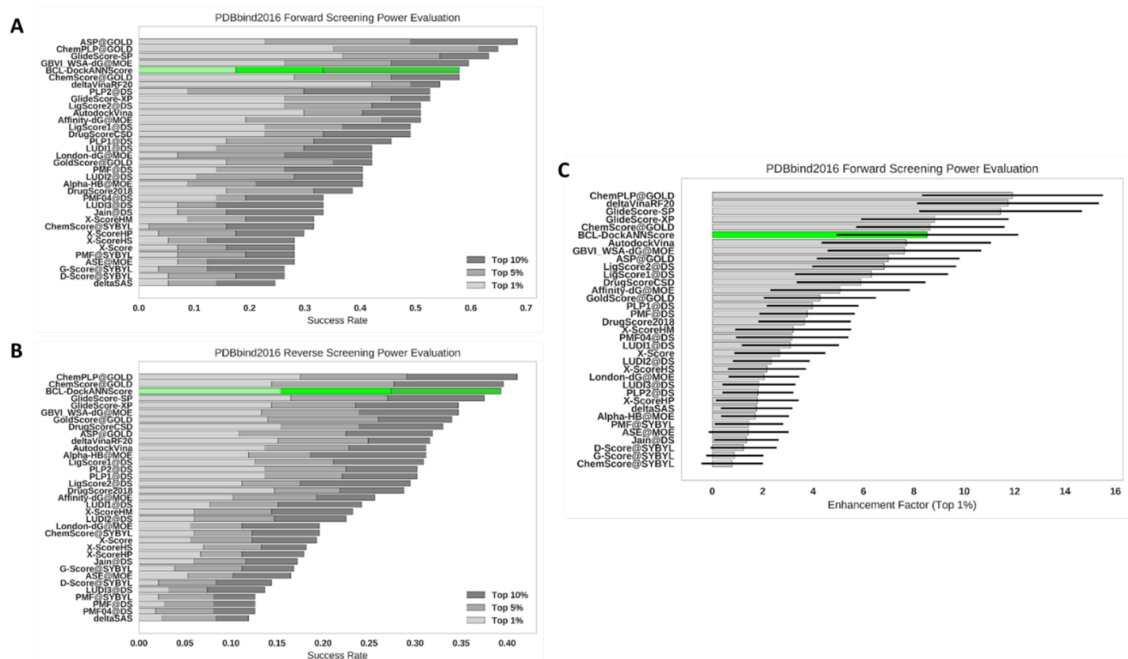 A
PDBbind2016 Forward Screening Power Evaluation
ASP@GOLD
ChemPLP@GOLD
GlideScore-SP
GBVI_WSA-dG@MOE
BCL-DockANNScore
ChemScore@GOLD
deltaVinaRF20
PLP2@DS
GlideScore-XP
LigScore2@DS
AutodockVina
Affinity-dG@MOE
LigScore1@DS
DrugScoreCSD
PLP1@DS
LUDI1@DS
London-dG@MOE
GoldScore@GOLD
PMF@DS
LUDI2@DS
Alpha-HB@MOE
DrugScore2018
PMF04@DS
LUDI3@DS
Jain@DS
X-ScoreHM
ChemScore@SYBYL
X-ScoreHP
X-ScoreHS
X-Score
PMF@SYBYL
ASE@MOE
G-Score@SYBYL
D-Score@SYBYL
deltaSAS
Top 10%
Top 5%
Top 1%
0.0 0.1 0.2 0.3 0.4 0.5 0.6 0.7
Success Rate
B
PDBbind2016 Reverse Screening Power Evaluation
ChemPLP@GOLD
ChemScore@GOLD
BCL-DockANNScore
GlideScore-SP
GlideScore-XP
GBVI_WSA-dG@MOE
GoldScore@GOLD
DrugScoreCSD
ASP@GOLD
deltaVinaRF20
AutodockVina
Alpha-HB@MOE
LigScore1@DS
PLP2@DS
PLP1@DS
LigScore2@DS
DrugScore2018
Affinity-dG@MOE
LUDI1@DS
X-ScoreHM
LUDI2@DS
London-dG@MOE
ChemScore@SYBYL
X-Score
X-ScoreHS
X-ScoreHP
Jain@DS
G-Score@SYBYL
ASE@MOE
D-Score@SYBYL
LUDI3@DS
PMF@SYBYL
PMF@DS
PMF04@DS
deltaSAS
Top 10%
Top 5%
Top 1%
0.00 0.05 0.10 0.15 0.20 0.25 0.30 0.35 0.40
Success Rate
C
PDBbind2016 Forward Screening Power Evaluation
ChemPLP@GOLD
deltaVinaRF20
GlideScore-SP
GlideScore-XP
ChemScore@GOLD
BCL-DockANNScore
AutodockVina
GBVI_WSA-dG@MOE
ASP@GOLD
LigScore2@DS
LigScore1@DS
DrugScoreCSD
Affinity-dG@MOE
GoldScore@GOLD
PLP1@DS
PMF@DS
DrugScore2018
X-ScoreHM
PMF04@DS
LUDI1@DS
X-Score
LUDI2@DS
X-ScoreHS
London-dG@MOE
LUDI3@DS
PLP2@DS
X-ScoreHP
deltaSAS
Alpha-HB@MOE
PMF@SYBYL
ASE@MOE
Jain@DS
D-Score@SYBYL
G-Score@SYBYL
ChemScore@SYBYL
0 2 4 6 8 10 12 14 16
Enhancement Factor (Top 1%)